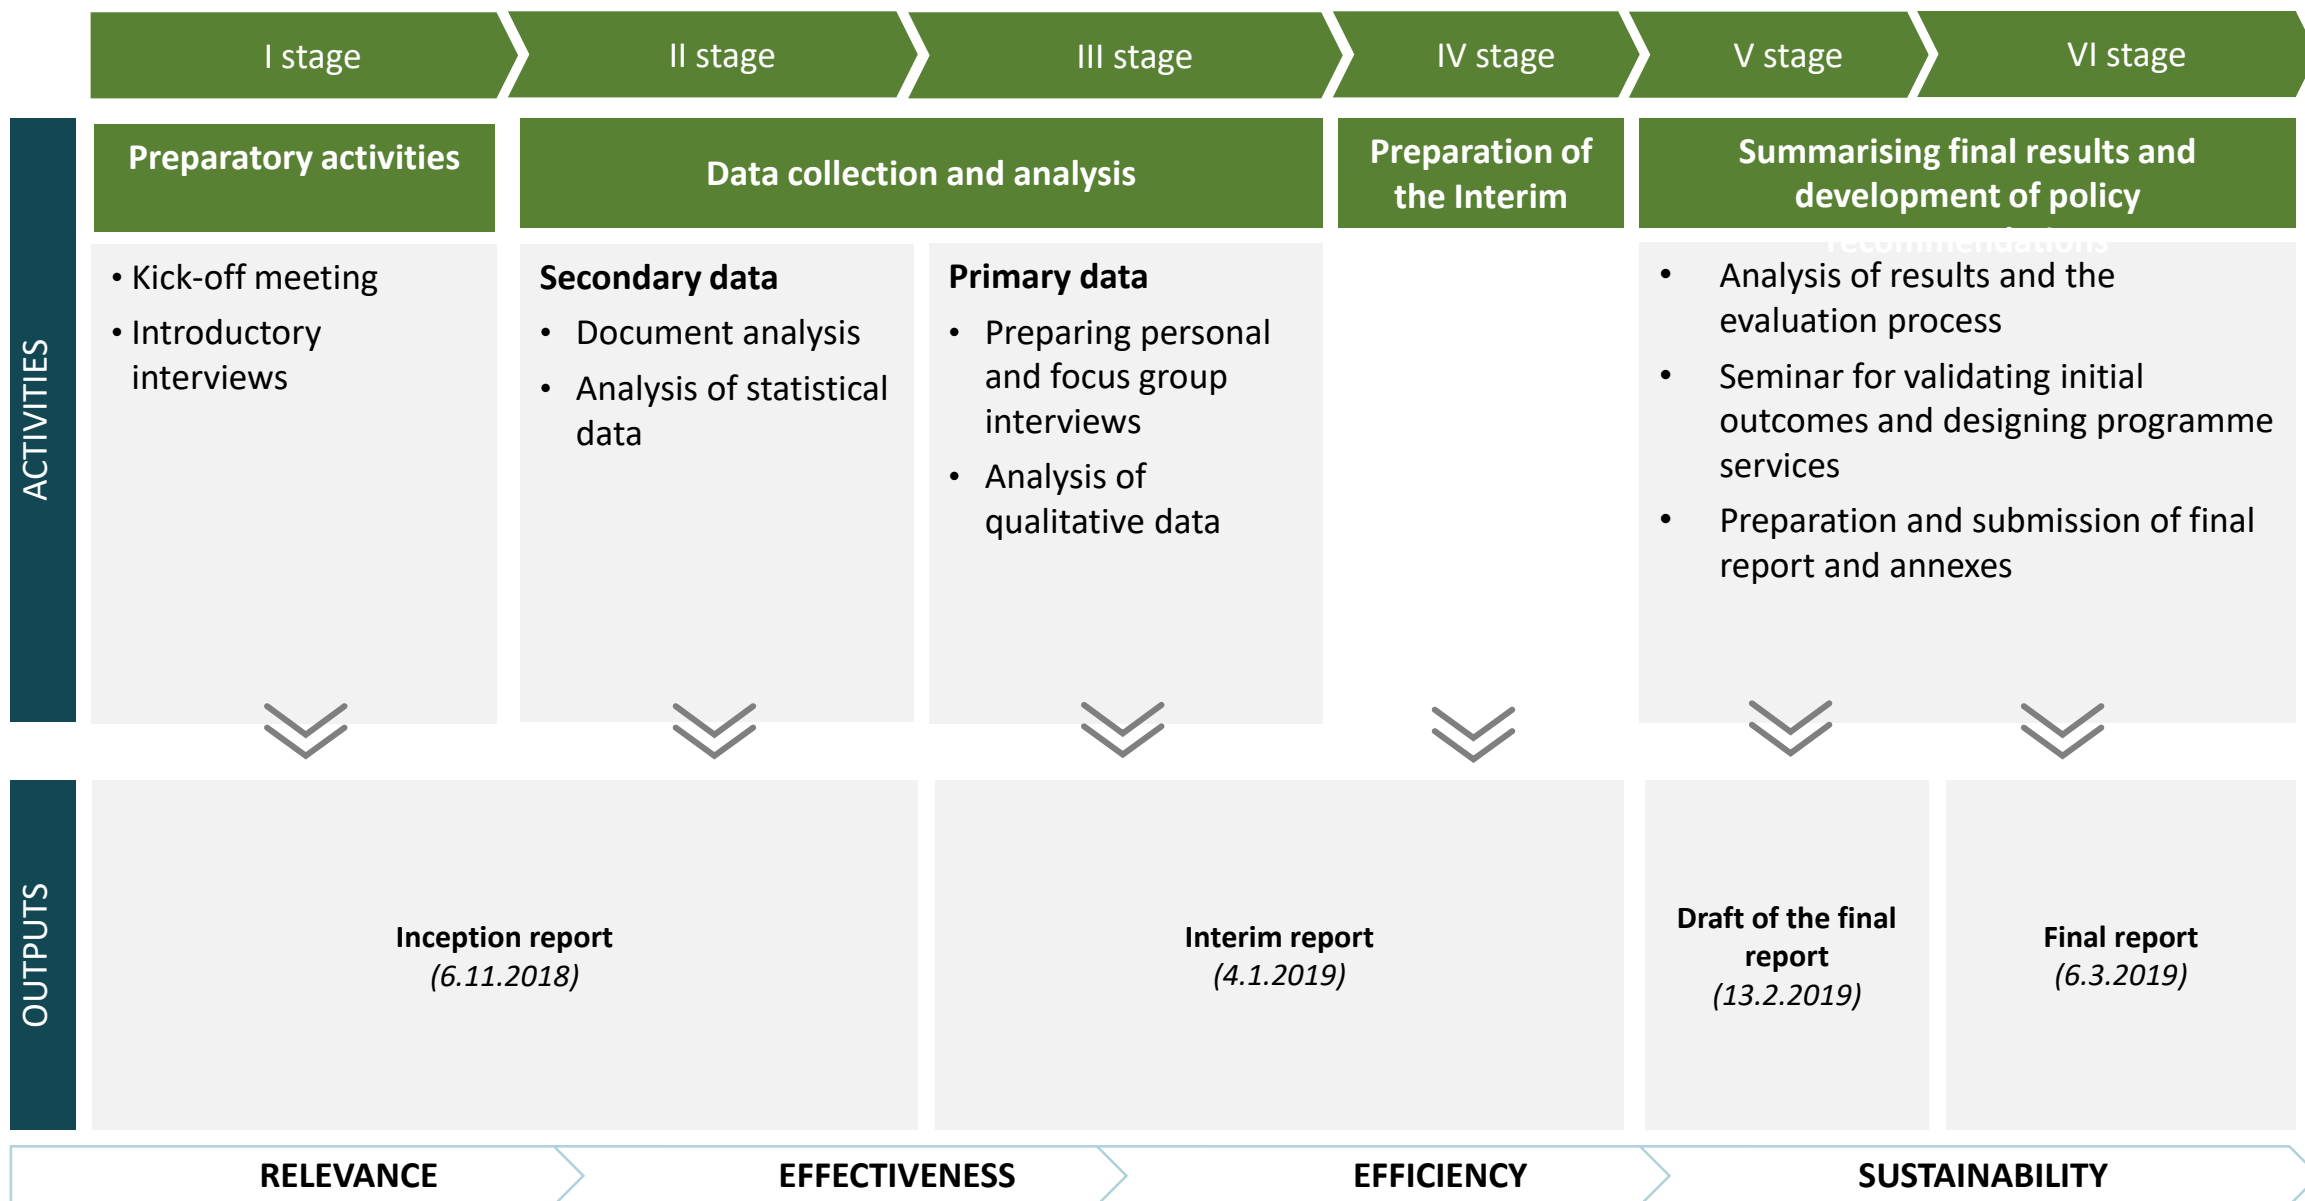 I stage
II stage
III stage
IV stage
V stage
VI stage
ACTIVITIES
Preparatory activities
Data collection and analysis
Preparation of
the Interim
Summarising final results and
development of policy
recommendations
• Kick-off meeting
• Introductory
interviews
Secondary data
• Document analysis
• Analysis of statistical
data
Primary data
• Preparing personal
and focus group
interviews
• Analysis of
qualitative data
• Analysis of results and the
evaluation process
• Seminar for validating initial
outcomes and designing programme
services
• Preparation and submission of final
report and annexes
OUTPUTS
Inception report
(6.11.2018)
Interim report
(4.1.2019)
Draft of the final
report
(13.2.2019)
Final report
(6.3.2019)
RELEVANCE
EFFECTIVENESS
EFFICIENCY
SUSTAINABILITY